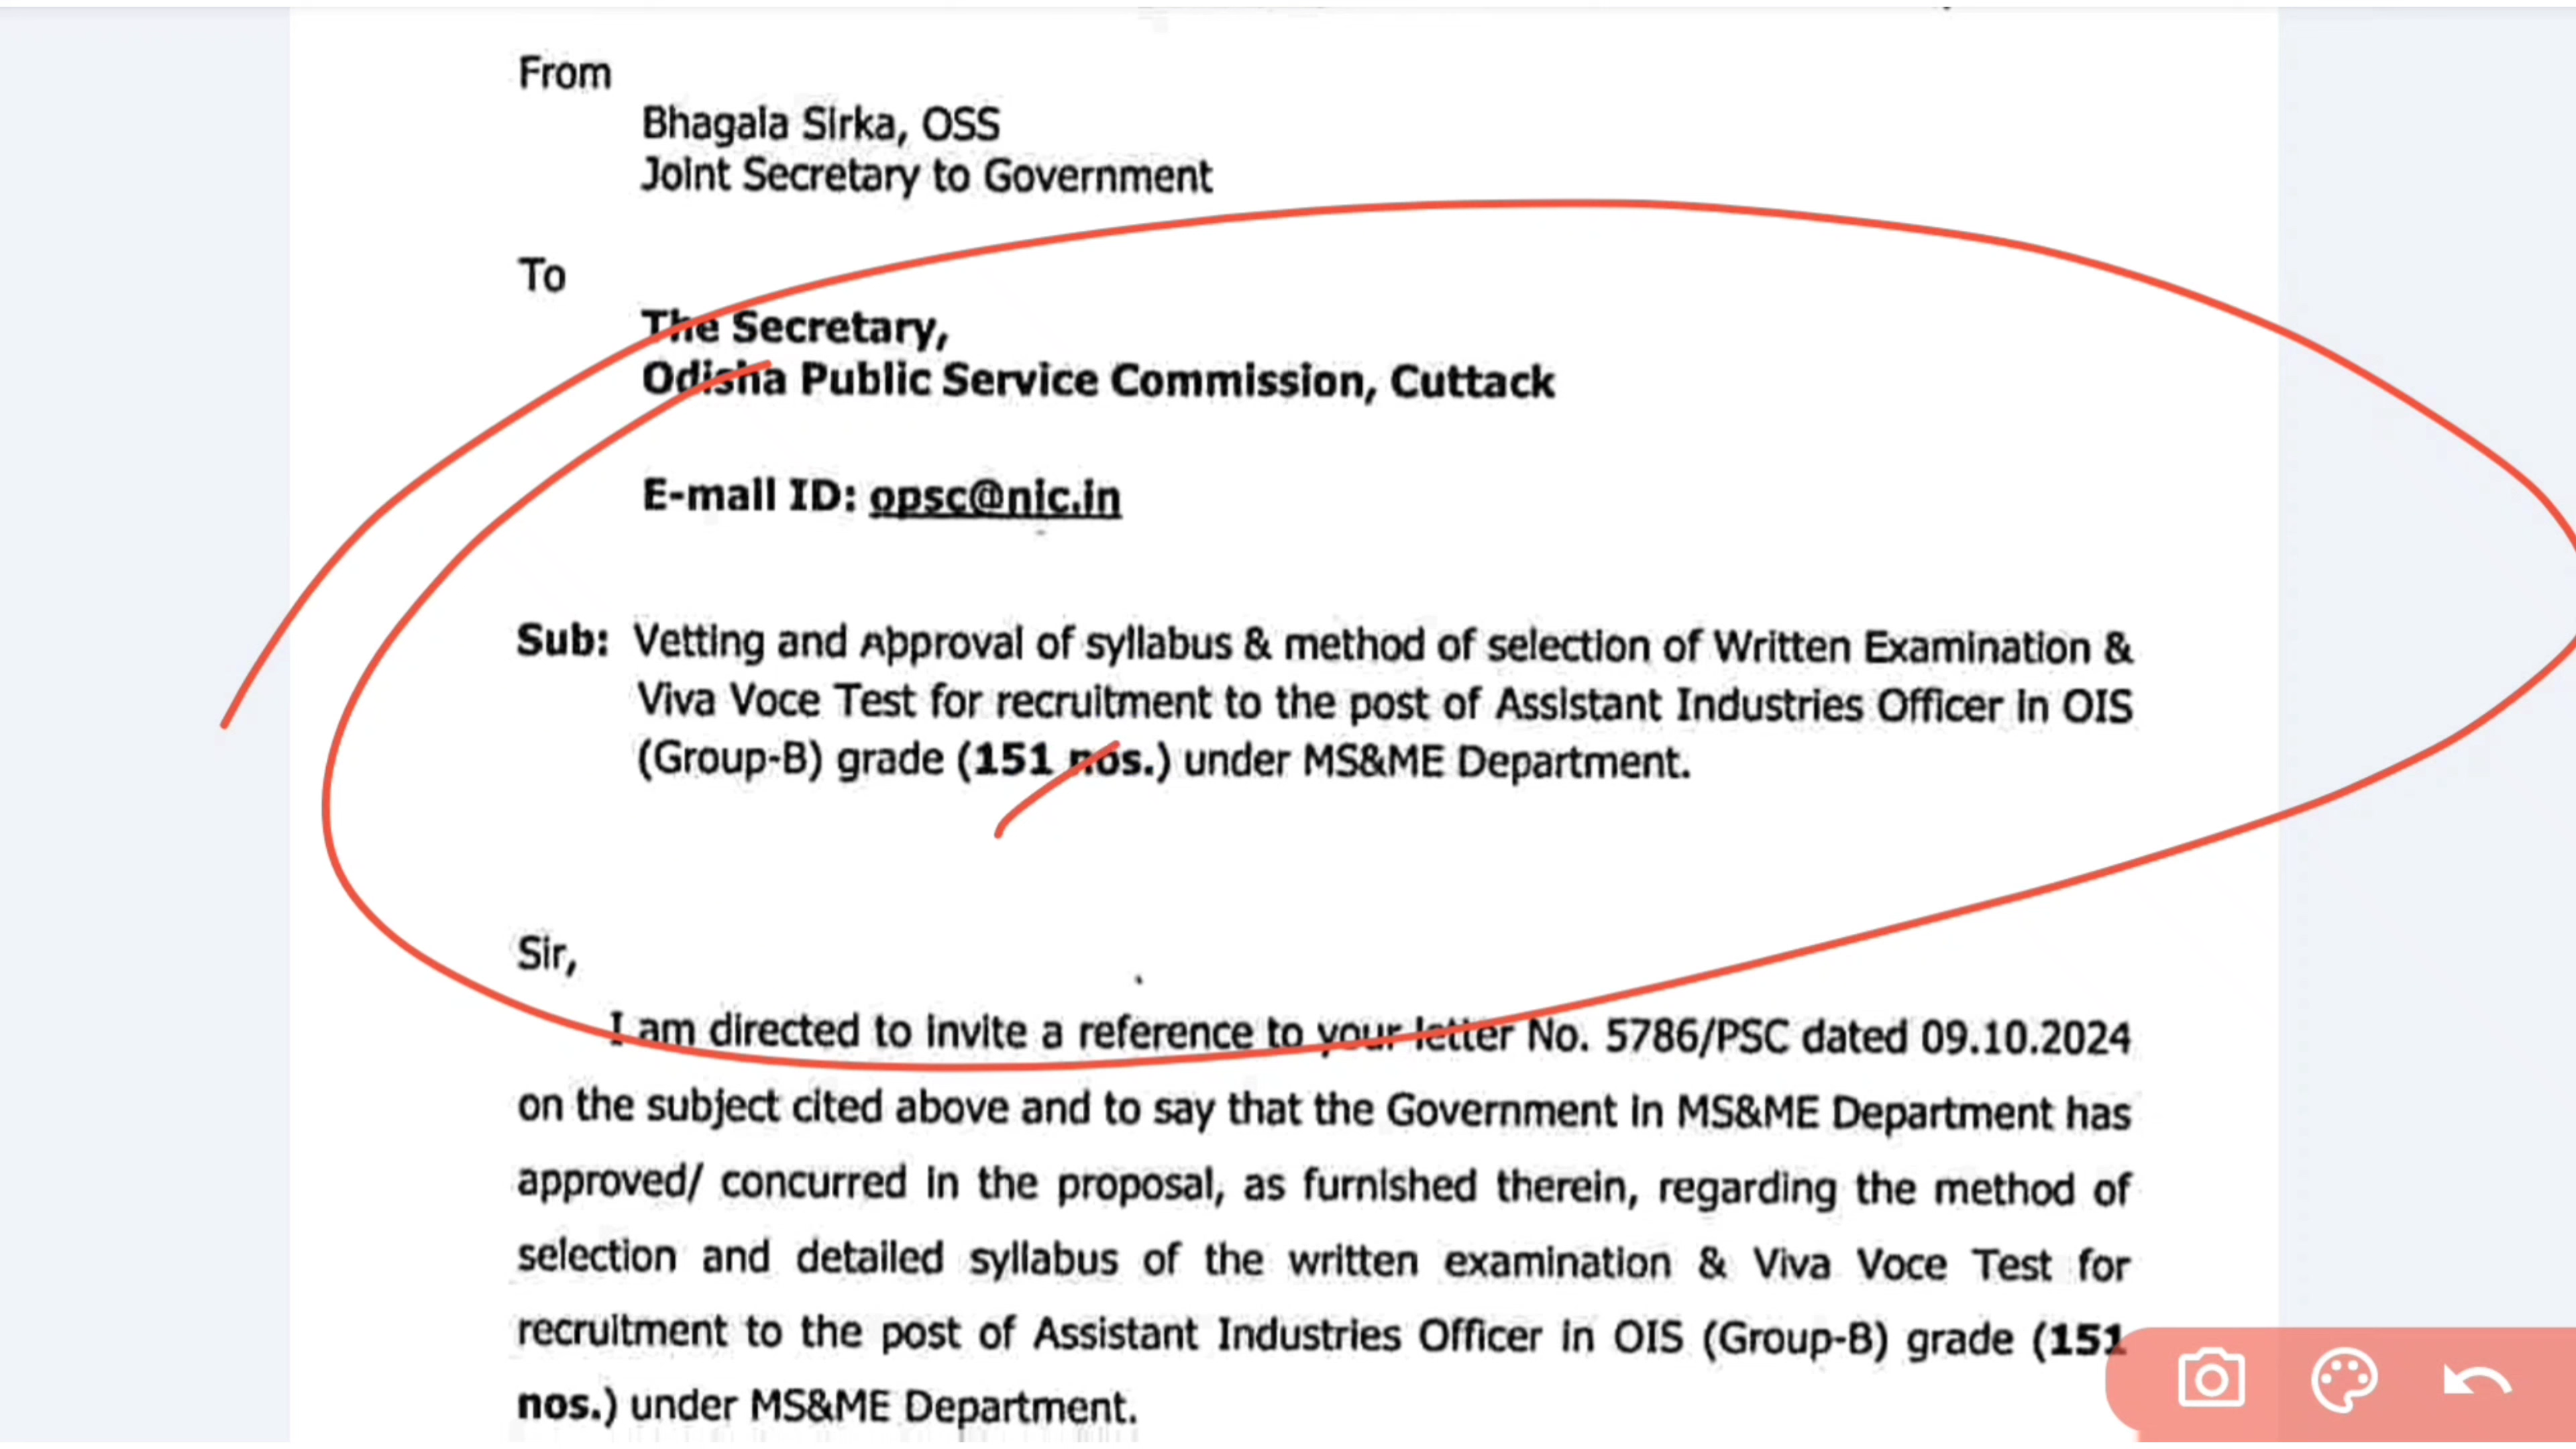 From
Bhagala Sirka, OSS
Joint Secretary to Government
To
The Secretary,
Odisha Public Service Commission, Cuttack
E-mail ID: opsc@nic.in
Sub: Vetting and Approval of syllabus & method of selection of Written Examination &
Viva Voce Test for recruitment to the post of Assistant Industries Officer in OIS
(Group-B) grade (151 nos.) under MS&ME Department.
Sir,
I am directed to invite a reference to your letter No. 5786/PSC dated 09.10.2024
on the subject cited above and to say that the Government in MS&ME Department has
approved/ concurred in the proposal, as furnished therein, regarding the method of
selection and detailed syllabus of the written examination & Viva Voce Test for
recruitment to the post of Assistant Industries Officer in OIS (Group-B) grade (151
nos.) under MS&ME Department.